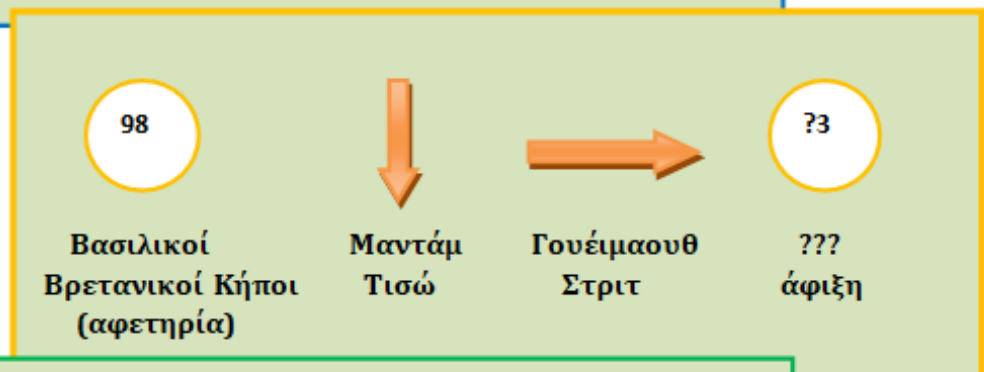 98
?3
Βασιλικοί
Βρετανικοί Κήποι
(αφετηρία)
Μαντάμ
Τισώ
Γουέιμαουθ
Στριτ
???
άφιξη